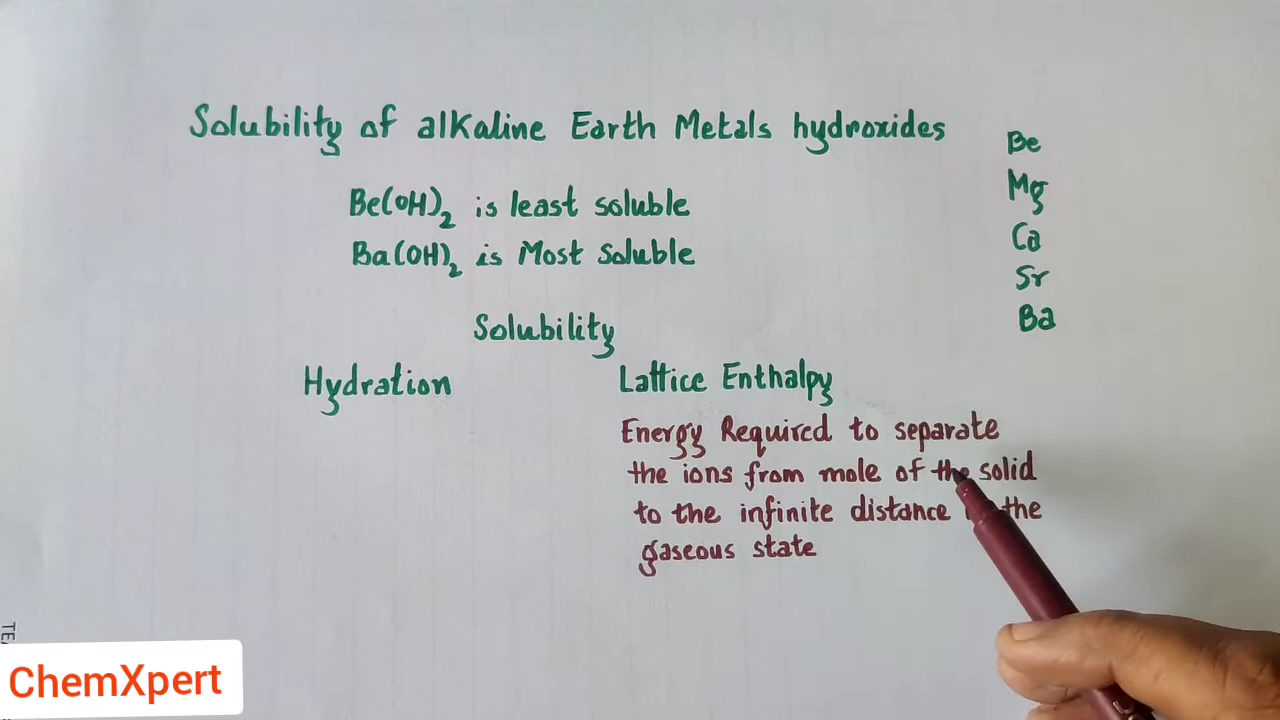 Solubility of alkaline Earth Metals hydroxides
Be(OH)2 is least soluble
Ba(OH)2 is Most Soluble
Be
Mg
Ca
Sr
Ba
Solubility
Hydration
Lattice Enthalpy
Energy Required to separate
the ions from mole of the solid
to the infinite distance the
gaseous state
ChemXpert